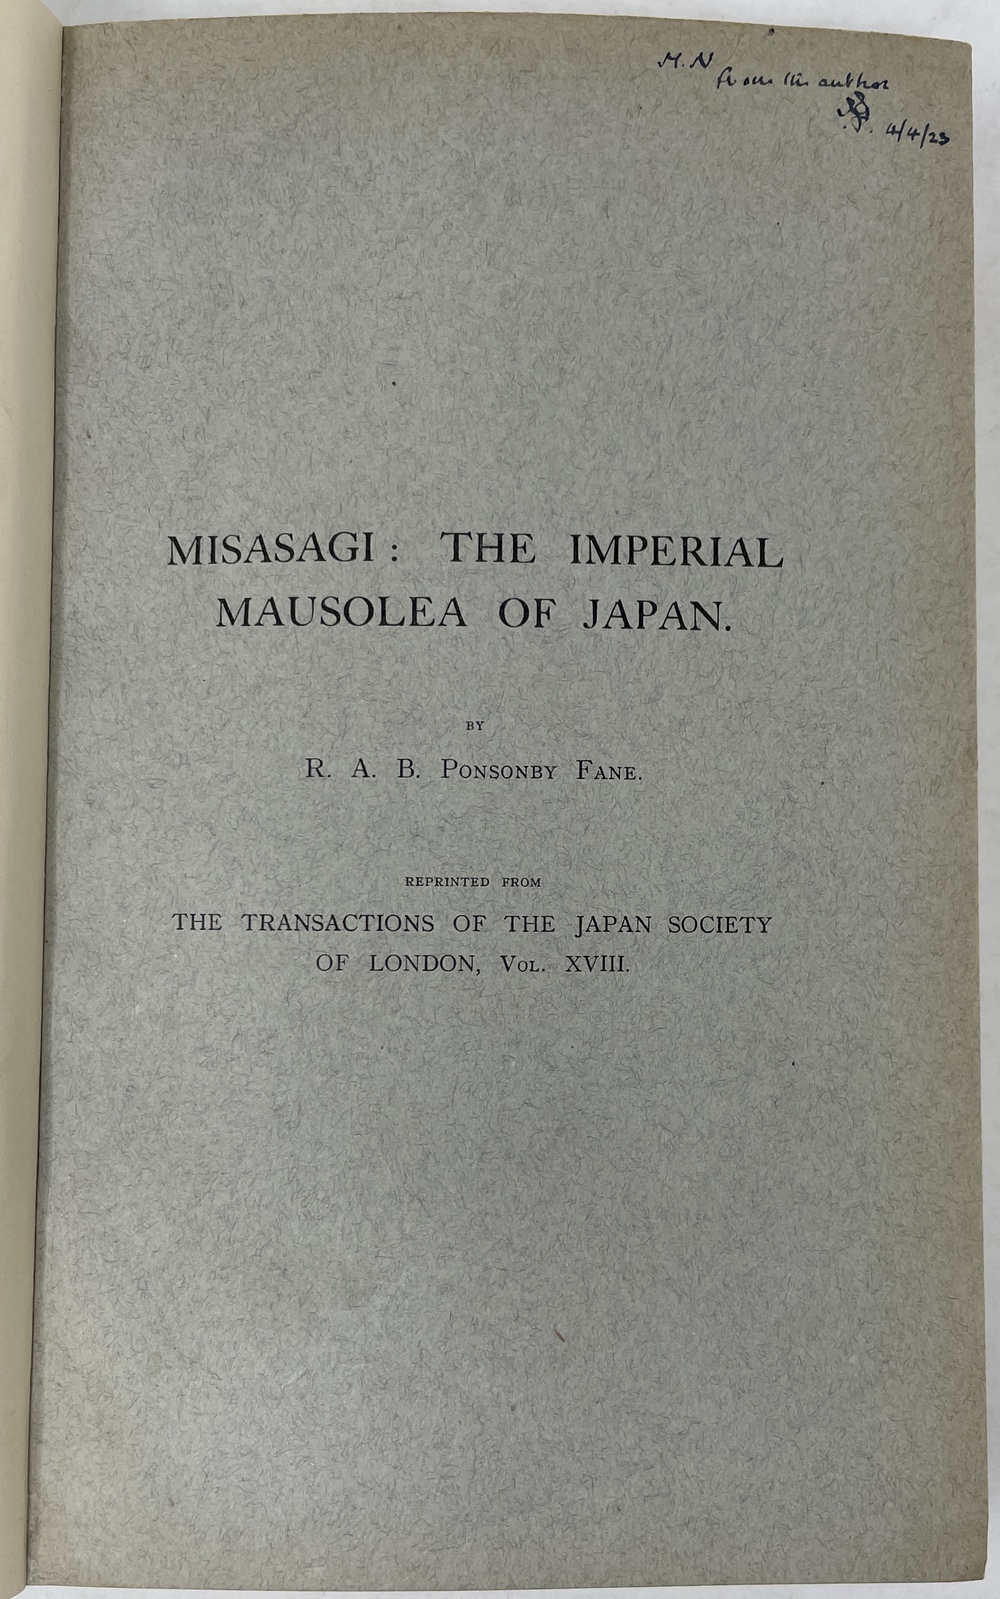 M. N
from the author
4/4/23
MISASAGI : THE IMPERIAL
MAUSOLEA OF JAPAN.
BY
R. A. B. PONSONBY FANE.
REPRINTED FROM
THE TRANSACTIONS OF THE JAPAN SOCIETY
OF LONDON, VOL. XVIII.